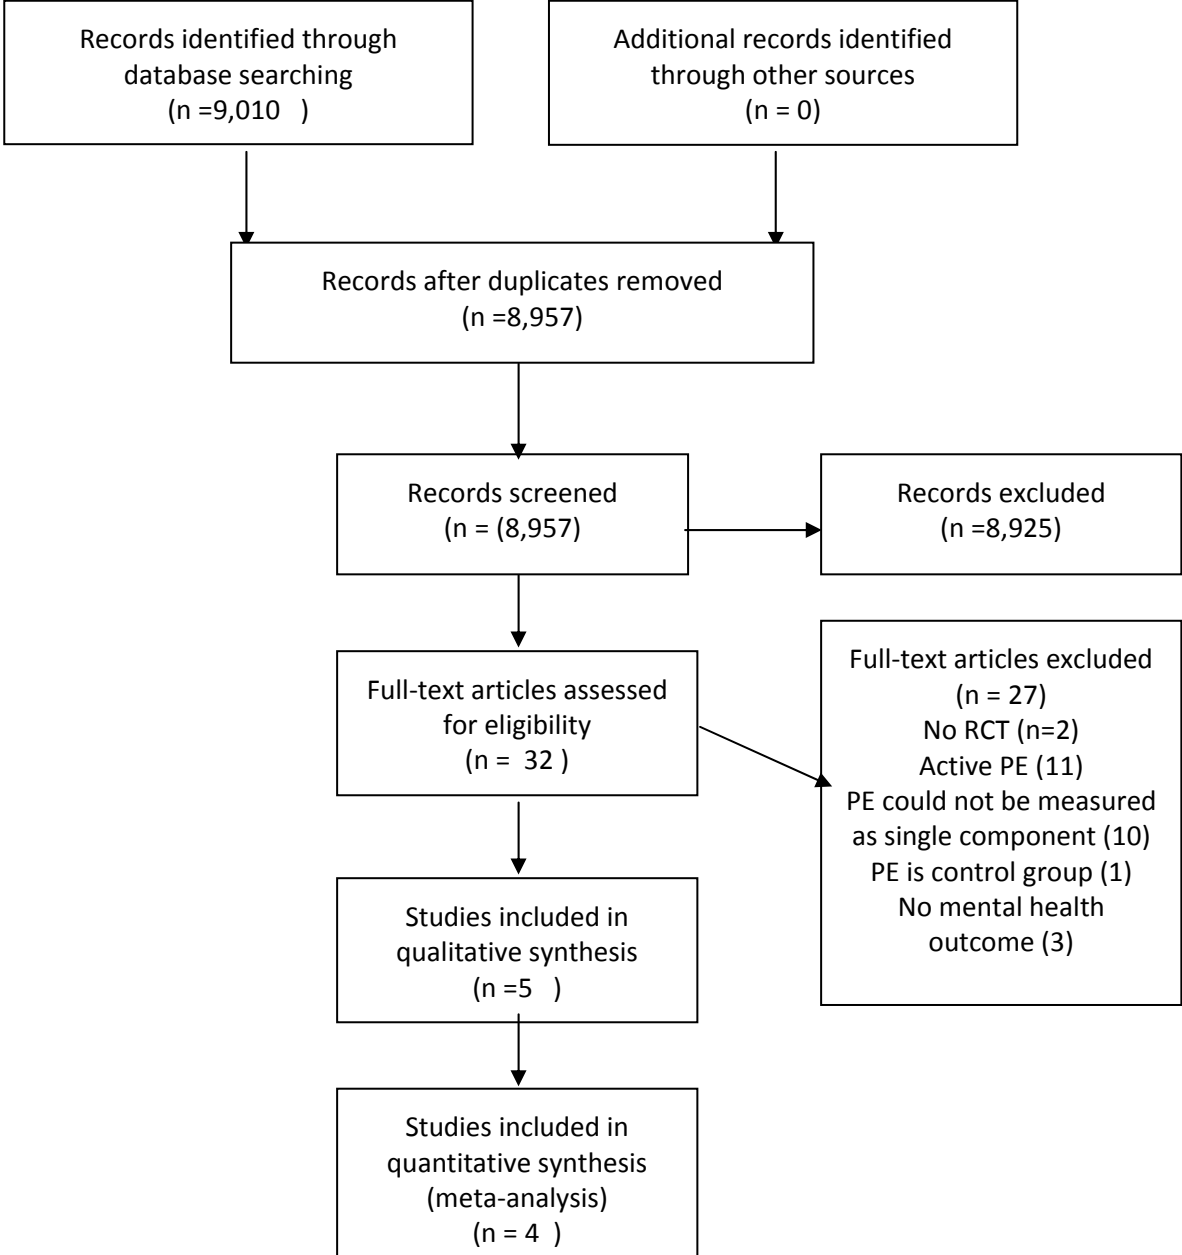 Records identified through
database searching
(n =9,010   )
Additional records identified
through other sources
(n = 0)
Records after duplicates removed
(n =8,957)
Records screened
(n = (8,957)
Records excluded
(n =8,925)
Full-text articles assessed
for eligibility
(n =  32 )
Full-text articles excluded
(n = 27)
No RCT (n=2)
Active PE (11)
PE could not be measured
as single component (10)
PE is control group (1)
No mental health
outcome (3)
Studies included in
qualitative synthesis
(n =5   )
Studies included in
quantitative synthesis
(meta-analysis)
(n = 4  )